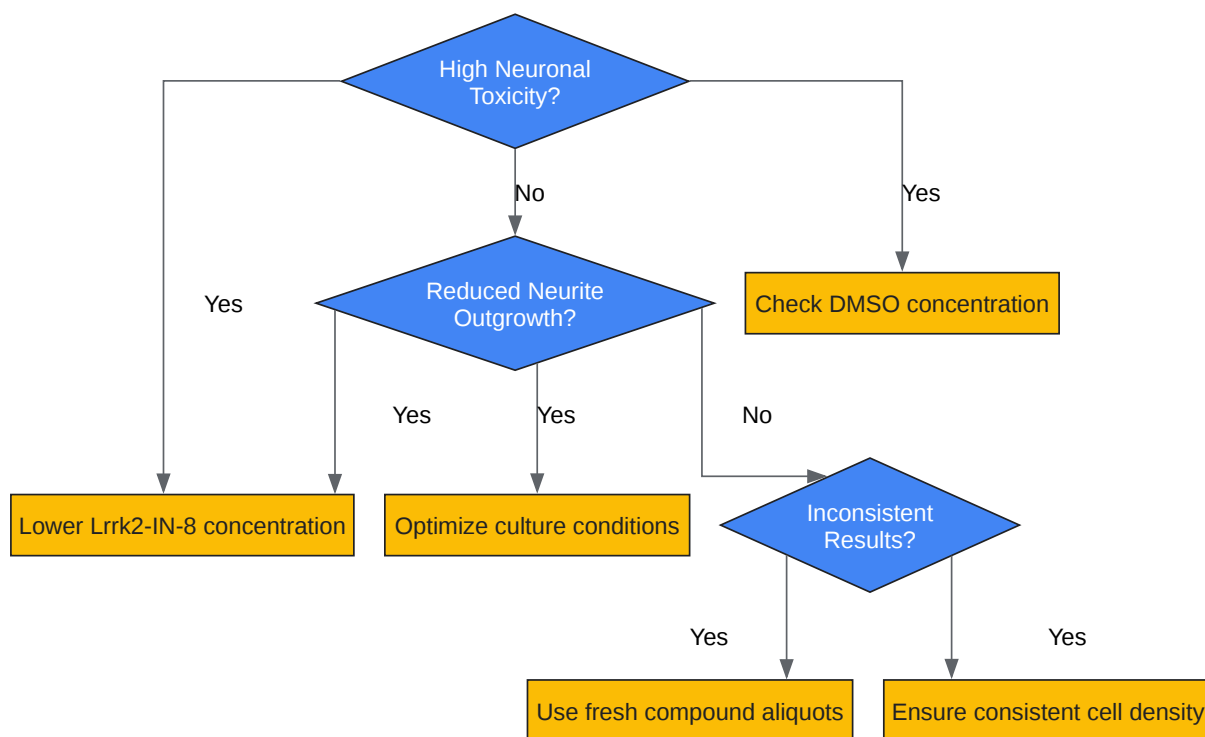 High Neuronal
Toxicity?
No
Yes
Yes
Reduced Neurite
Outgrowth?
Check DMSO concentration
Yes
Yes
No
Lower Lrrk2-IN-8 concentration
Optimize culture conditions
Inconsistent
Results?
Yes
Yes
Use fresh compound aliquots
Ensure consistent cell density